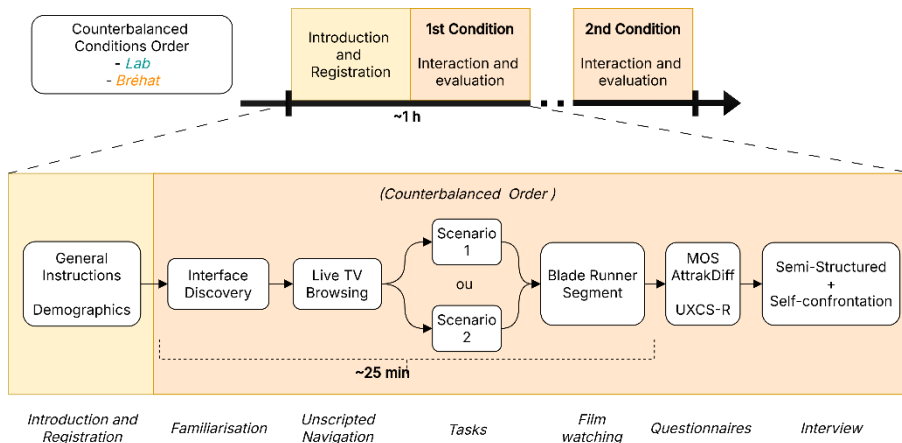 Counterbalanced
Conditions Order
- Lab
- Bréhat
Introduction
and
Registration
1st Condition
Interaction and
evaluation
2nd Condition
Interaction and
evaluation
~1 h
(Counterbalanced Order )
General
Instructions
Demographics
Interface
Discovery
Live TV
Browsing
Scenario
1
ou
Scenario
2
Blade Runner
Segment
MOS
AttrakDiff
UXCS-R
Semi-Structured
+
Self-confrontation
~25 min
Introduction and
Registration
Familiarisation
Unscripted
Navigation
Tasks
Film
watching
Questionnaires
Interview